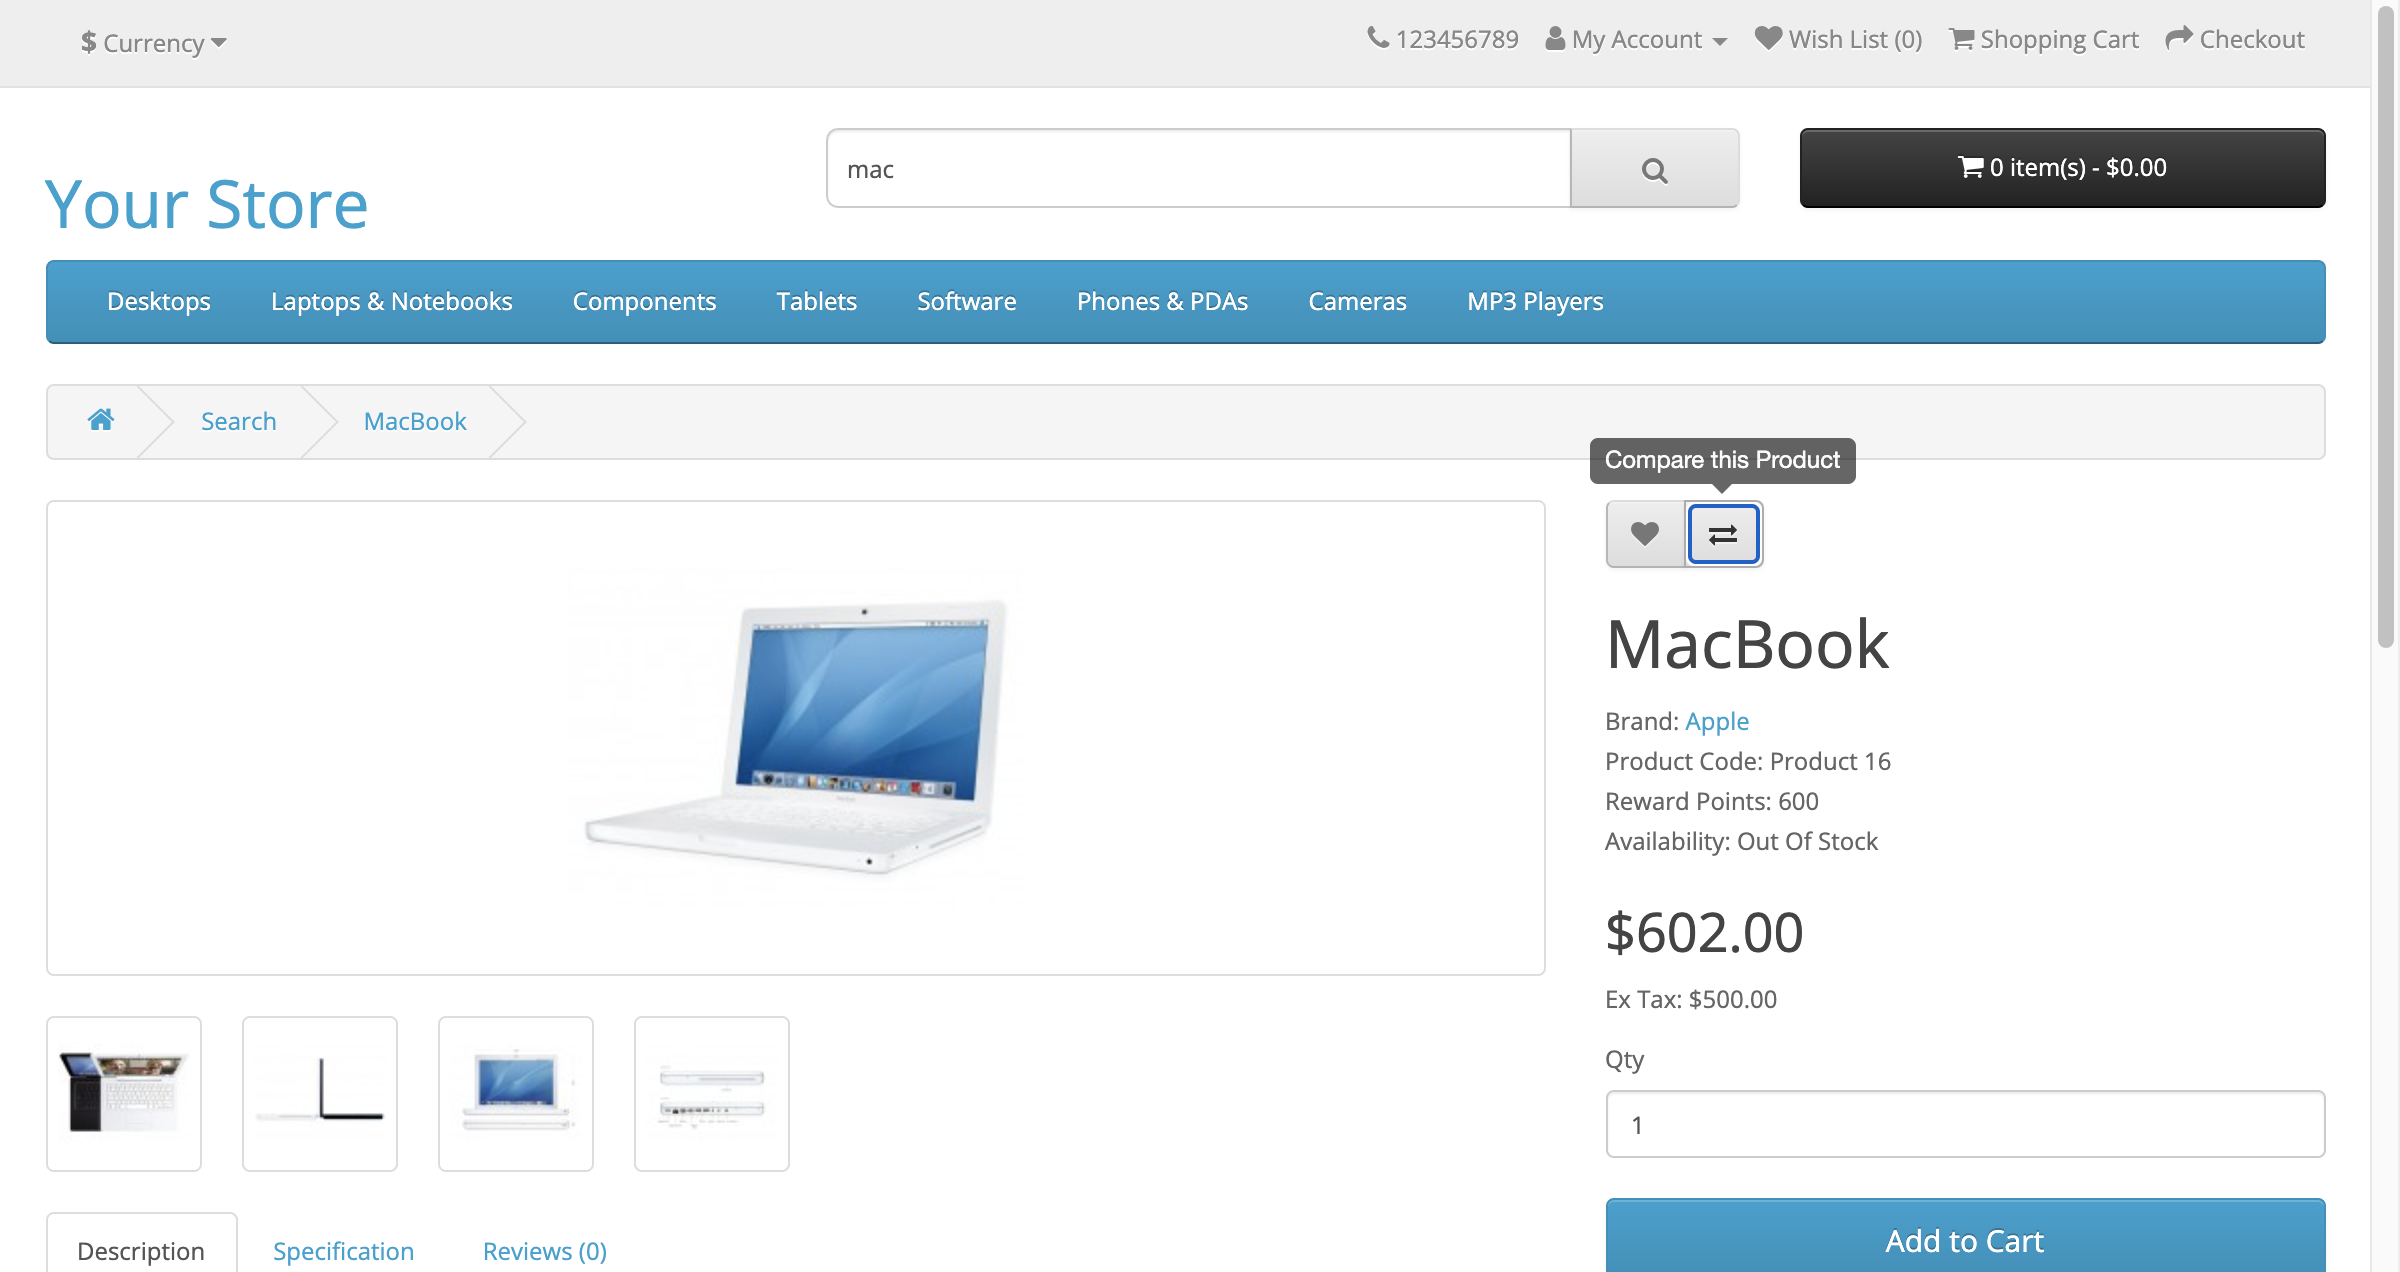 $ Currency
123456789
My Account
Wish List (0)
Shopping Cart
Checkout
Your Store
mac
0 item(s) - $0.00
Desktops
Laptops & Notebooks
Components
Tablets
Software
Phones & PDAs
Cameras
MP3 Players
Search
MacBook
Compare this Product
MacBook
Brand: Apple
Product Code: Product 16
Reward Points: 600
Availability: Out Of Stock
$602.00
Ex Tax: $500.00
Qty
1
Add to Cart
Description
Specification
Reviews (0)